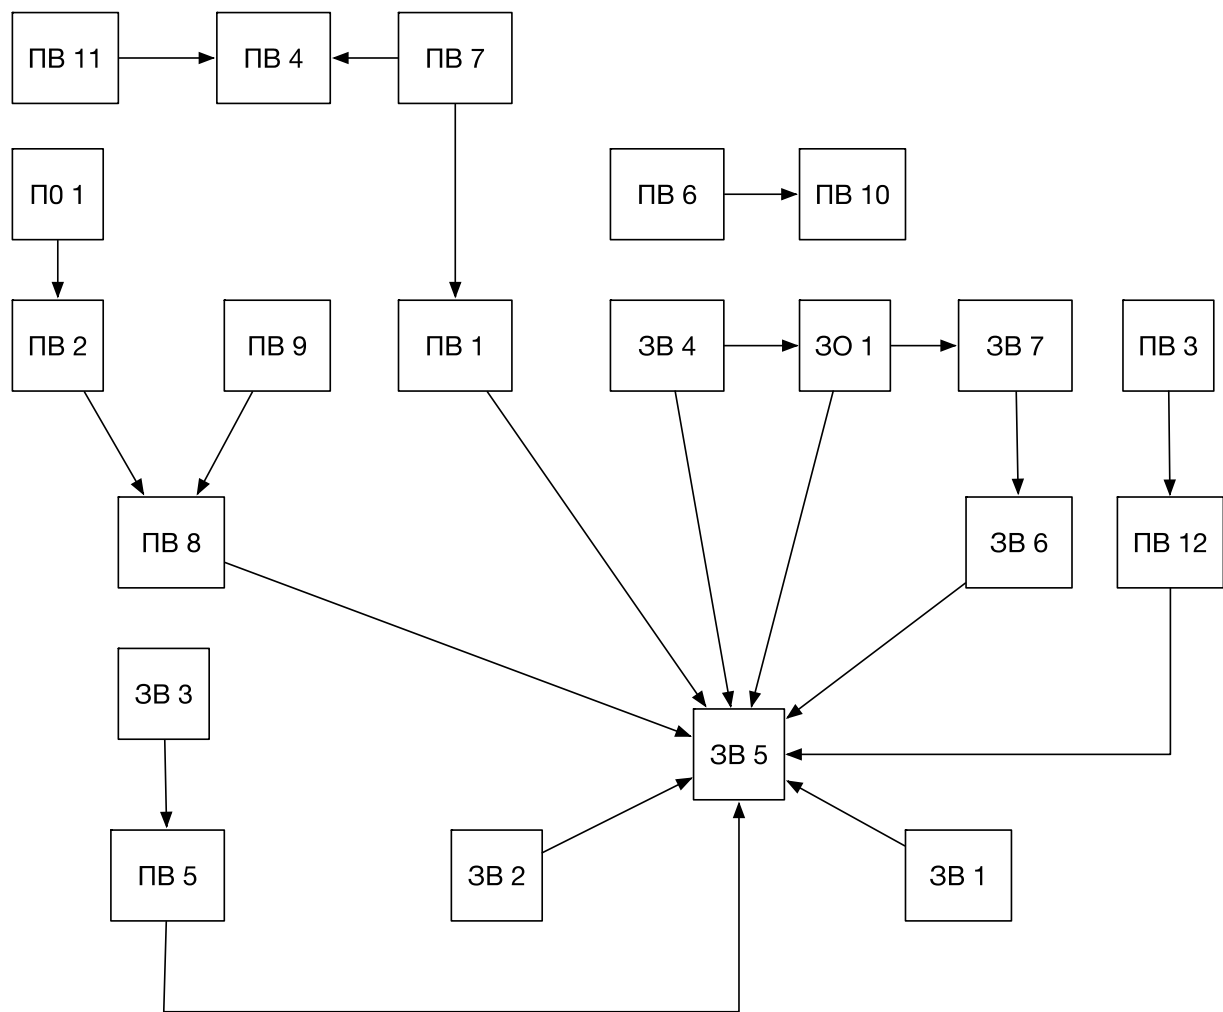 ПВ 11
ПВ 4
ПВ 7
П0 1
ПВ 6
ПВ 10
ПВ 2
ПВ 9
ПВ 1
ЗВ 4
ЗО 1
ЗВ 7
ПВ 3
ПВ 8
ЗВ 6
ПВ 12
ЗВ 3
ЗВ 5
ПВ 5
ЗВ 2
ЗВ 1